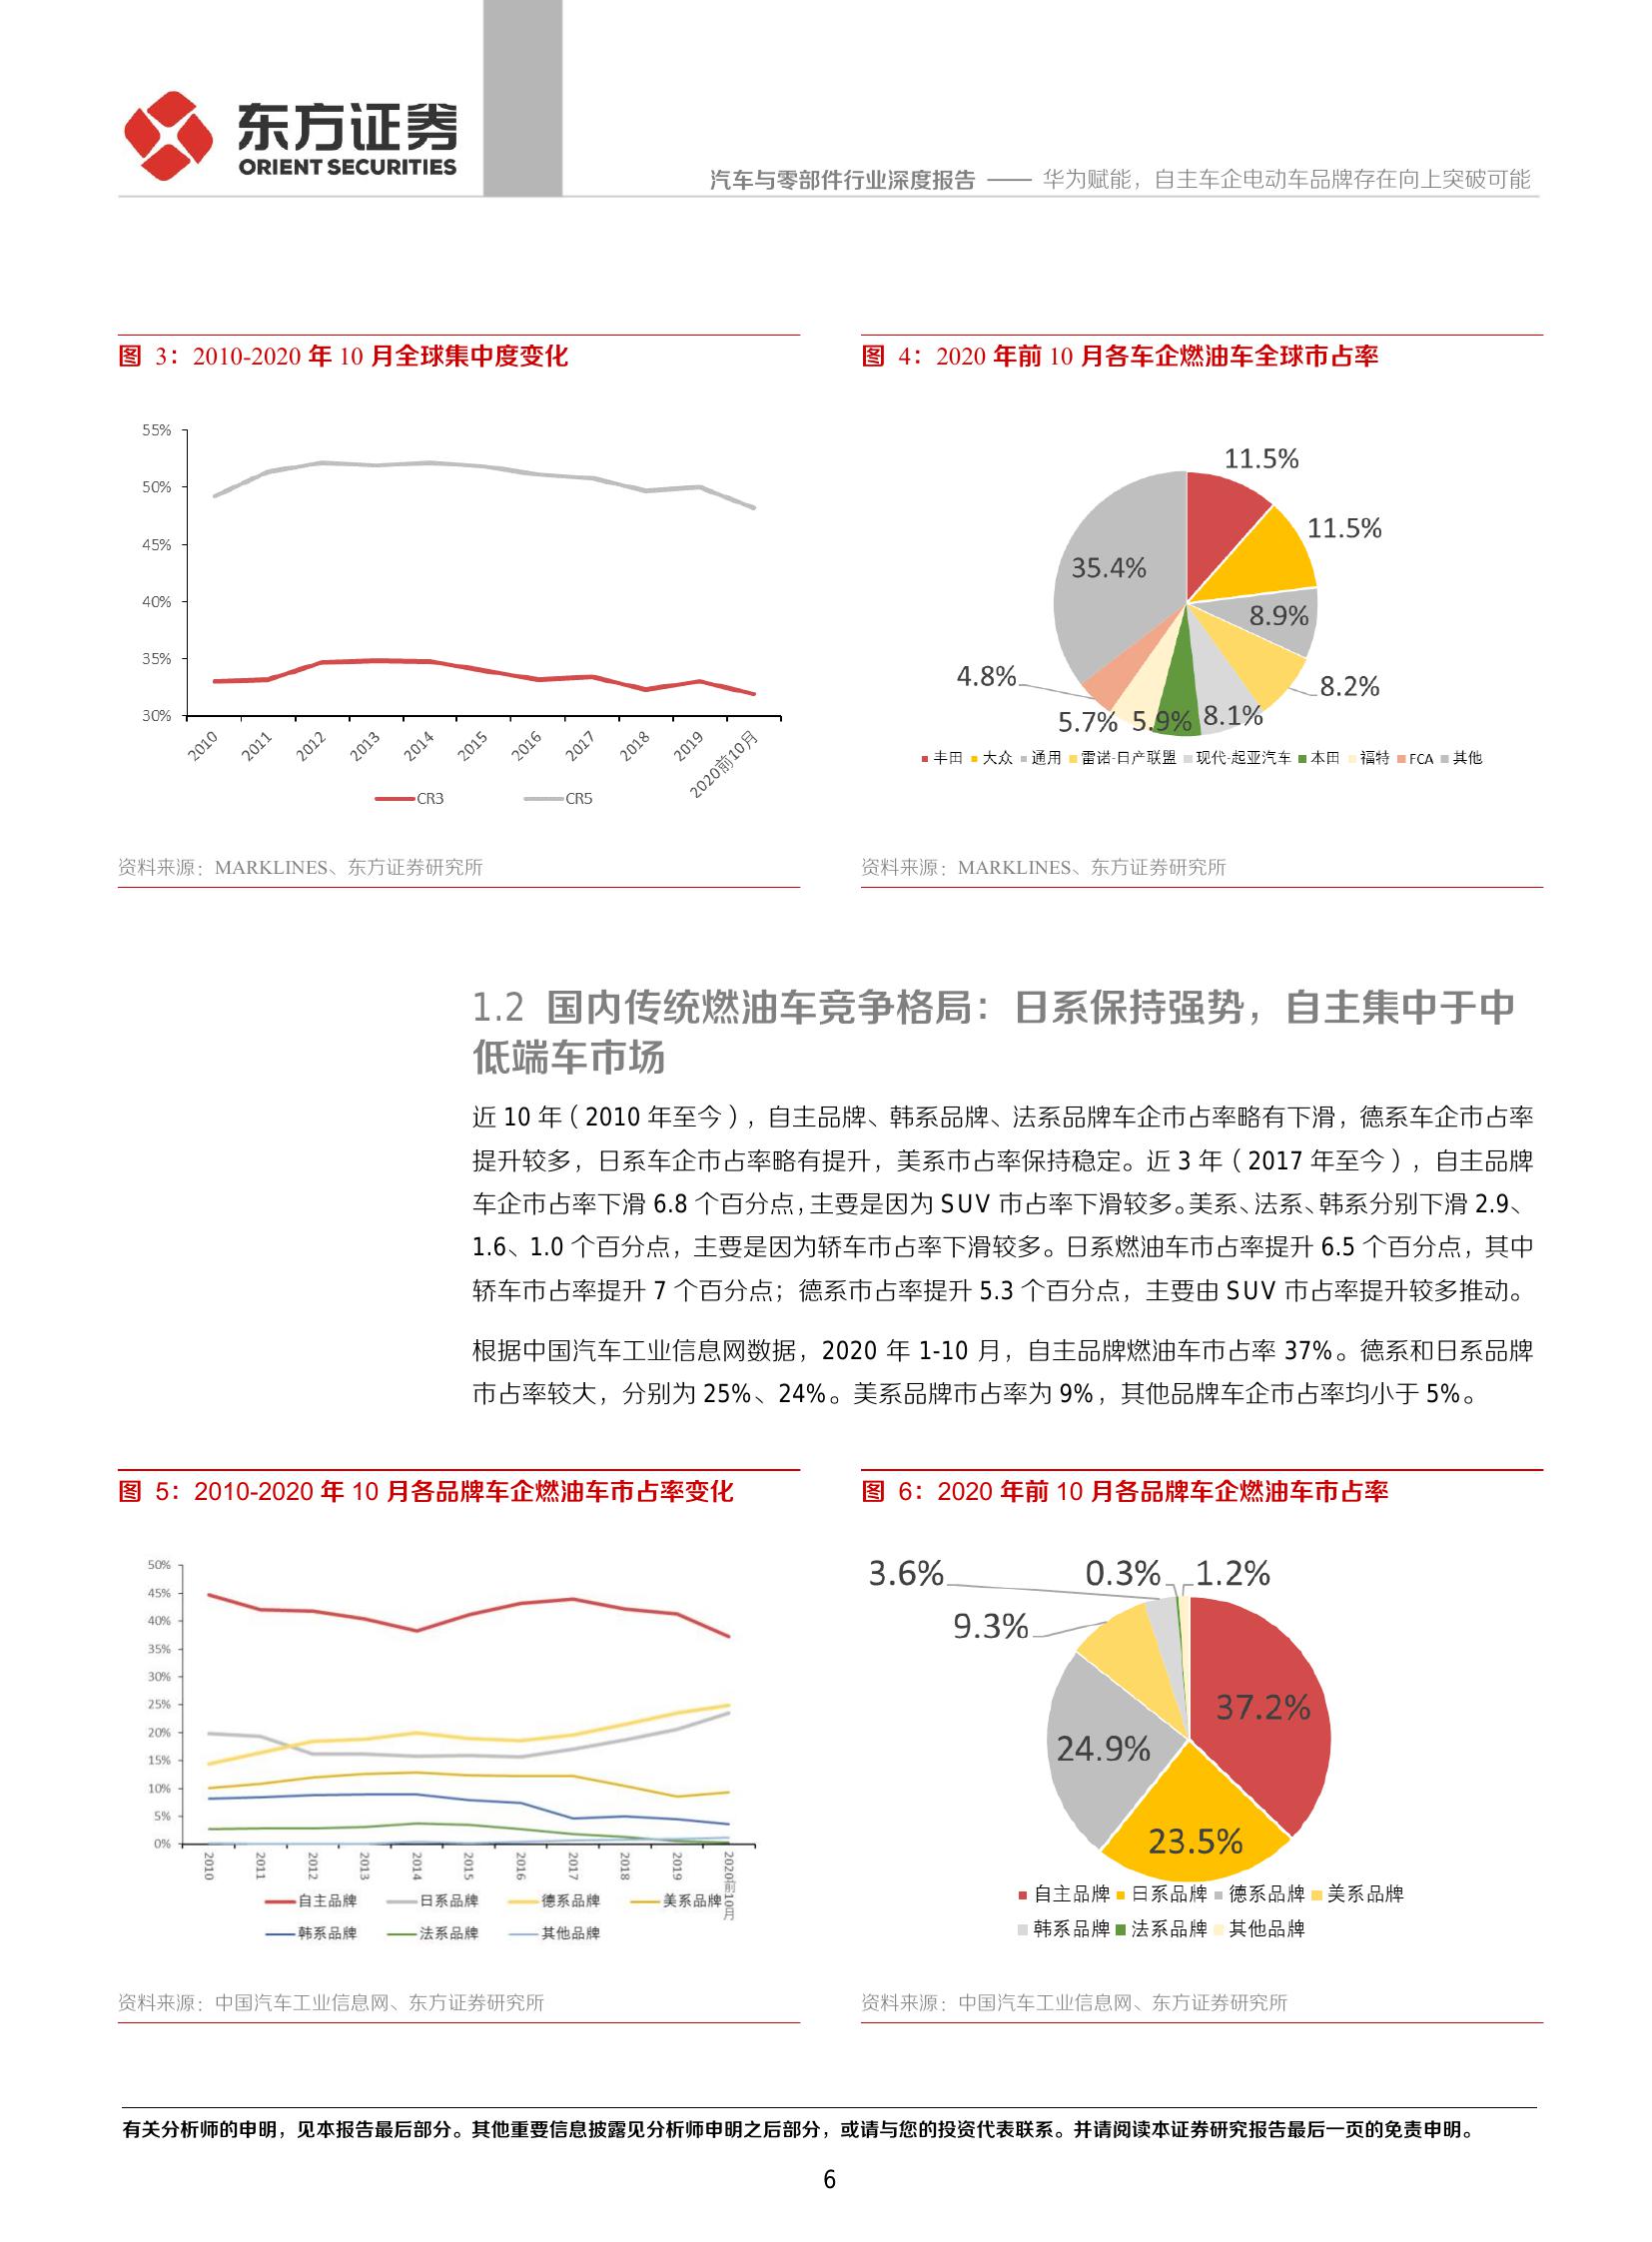 东方证券
ORIENT SECURITIES
汽车与零部件行业深度报告 —— 华为赋能，自主车企电动车品牌存在向上突破可能
图 3：2010-2020 年 10 月全球集中度变化
55%
50%
45%
40%
35%
30%
2010
2011
2012
2013
2014
2015
2016
2017
2018
2019
2020前10月
CR3
CR5
资料来源：MARKLINES、东方证券研究所
图 4：2020 年前 10 月各车企燃油车全球市占率
11.5%
11.5%
8.9%
8.2%
8.1%
5.9%
5.7%
4.8%
35.4%
丰田 大众 通用 雷诺-日产联盟 现代-起亚汽车 本田 福特 FCA 其他
资料来源：MARKLINES、东方证券研究所
1.2 国内传统燃油车竞争格局：日系保持强势，自主集中于中
低端车市场
近 10 年（2010 年至今），自主品牌、韩系品牌、法系品牌车企市占率略有下滑，德系车企市占率
提升较多，日系车企市占率略有提升，美系市占率保持稳定。近 3 年（2017 年至今），自主品牌
车企市占率下滑 6.8 个百分点，主要是因为 SUV 市占率下滑较多。美系、法系、韩系分别下滑 2.9、
1.6、1.0 个百分点，主要是因为轿车市占率下滑较多。日系燃油车市占率提升 6.5 个百分点，其中
轿车市占率提升 7 个百分点；德系市占率提升 5.3 个百分点，主要由 SUV 市占率提升较多推动。
根据中国汽车工业信息网数据，2020 年 1-10 月，自主品牌燃油车市占率 37%。德系和日系品牌
市占率较大，分别为 25%、24%。美系品牌市占率为 9%，其他品牌车企市占率均小于 5%。
图 5：2010-2020 年 10 月各品牌车企燃油车市占率变化
50%
45%
40%
35%
30%
25%
20%
15%
10%
5%
0%
2010
2011
2012
2013
2014
2015
2016
2017
2018
2019
2020前10月
自主品牌 日系品牌 德系品牌 美系品牌
韩系品牌 法系品牌 其他品牌
资料来源：中国汽车工业信息网、东方证券研究所
图 6：2020 年前 10 月各品牌车企燃油车市占率
3.6%
0.3%
1.2%
9.3%
37.2%
24.9%
23.5%
自主品牌 日系品牌 德系品牌 美系品牌
韩系品牌 法系品牌 其他品牌
资料来源：中国汽车工业信息网、东方证券研究所
有关分析师的申明，见本报告最后部分。其他重要信息披露见分析师申明之后部分，或请与您的投资代表联系。并请阅读本证券研究报告最后一页的免责申明。
6